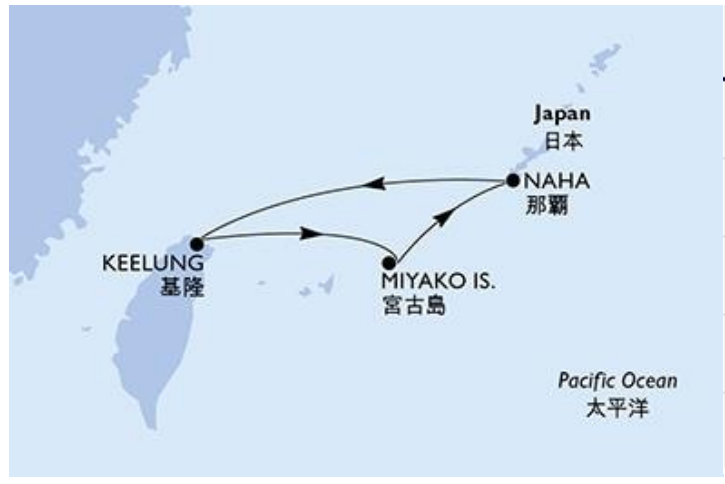 Japan
日本
NAHA
那覇
KEELUNG
基隆
MIYAKO IS.
宮古島
Pacific Ocean
太平洋